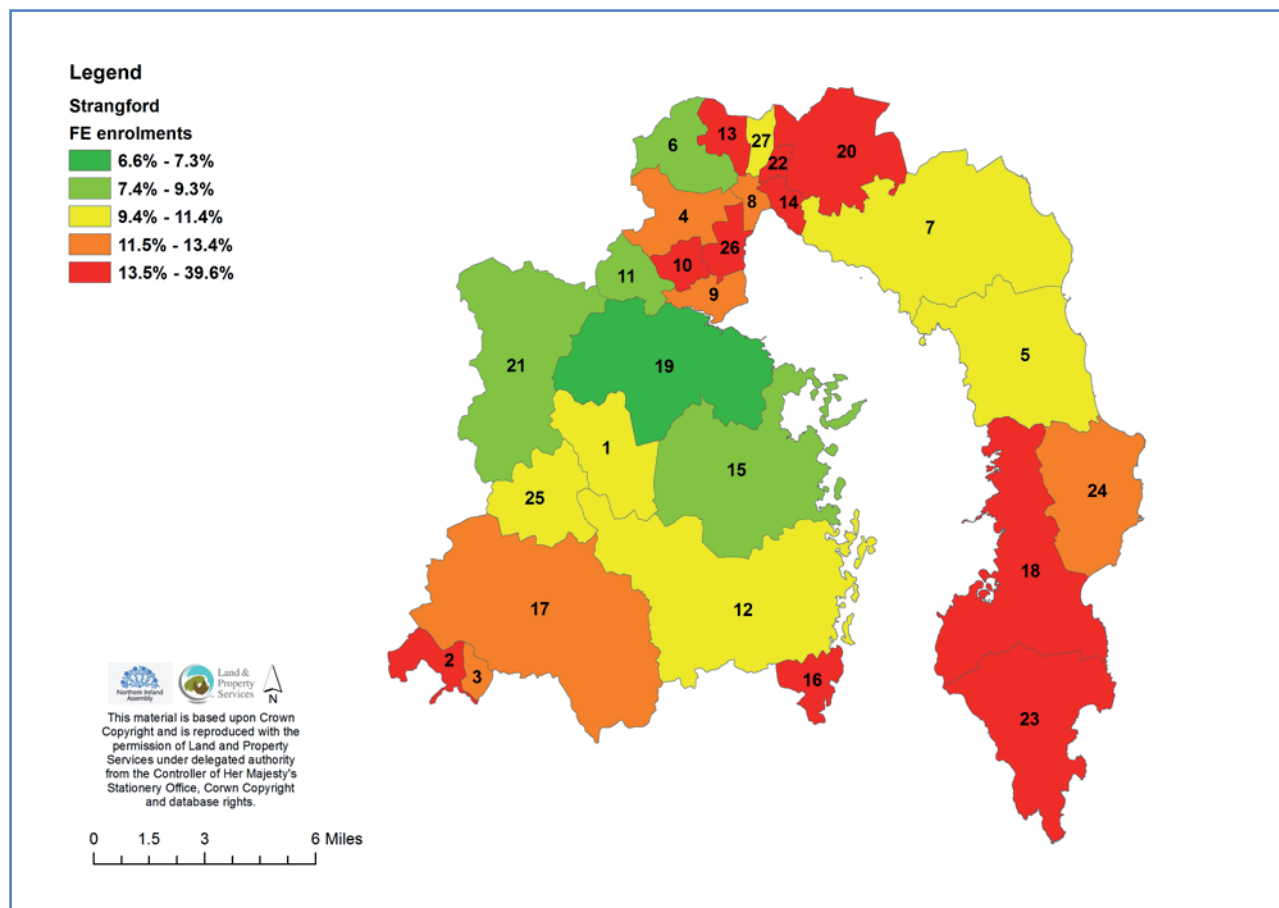 Legend
Strangford
FE enrolments
6.6% - 7.3%
7.4% - 9.3%
9.4% - 11.4%
11.5% - 13.4%
13.5% - 39.6%
13
27
6
22
20
8
14
4
7
26
10
11
9
5
21
19
1
15
25
24
18
17
12
2
3
16
23
Northern Ireland
Assembly
Land &
Property
Services
N
This material is based upon Crown
Copyright and is reproduced with the
permission of Land and Property
Services under delegated authority
from the Controller of Her Majesty's
Stationery Office, Corwn Copyright
and database rights.
0 1.5 3 6 Miles